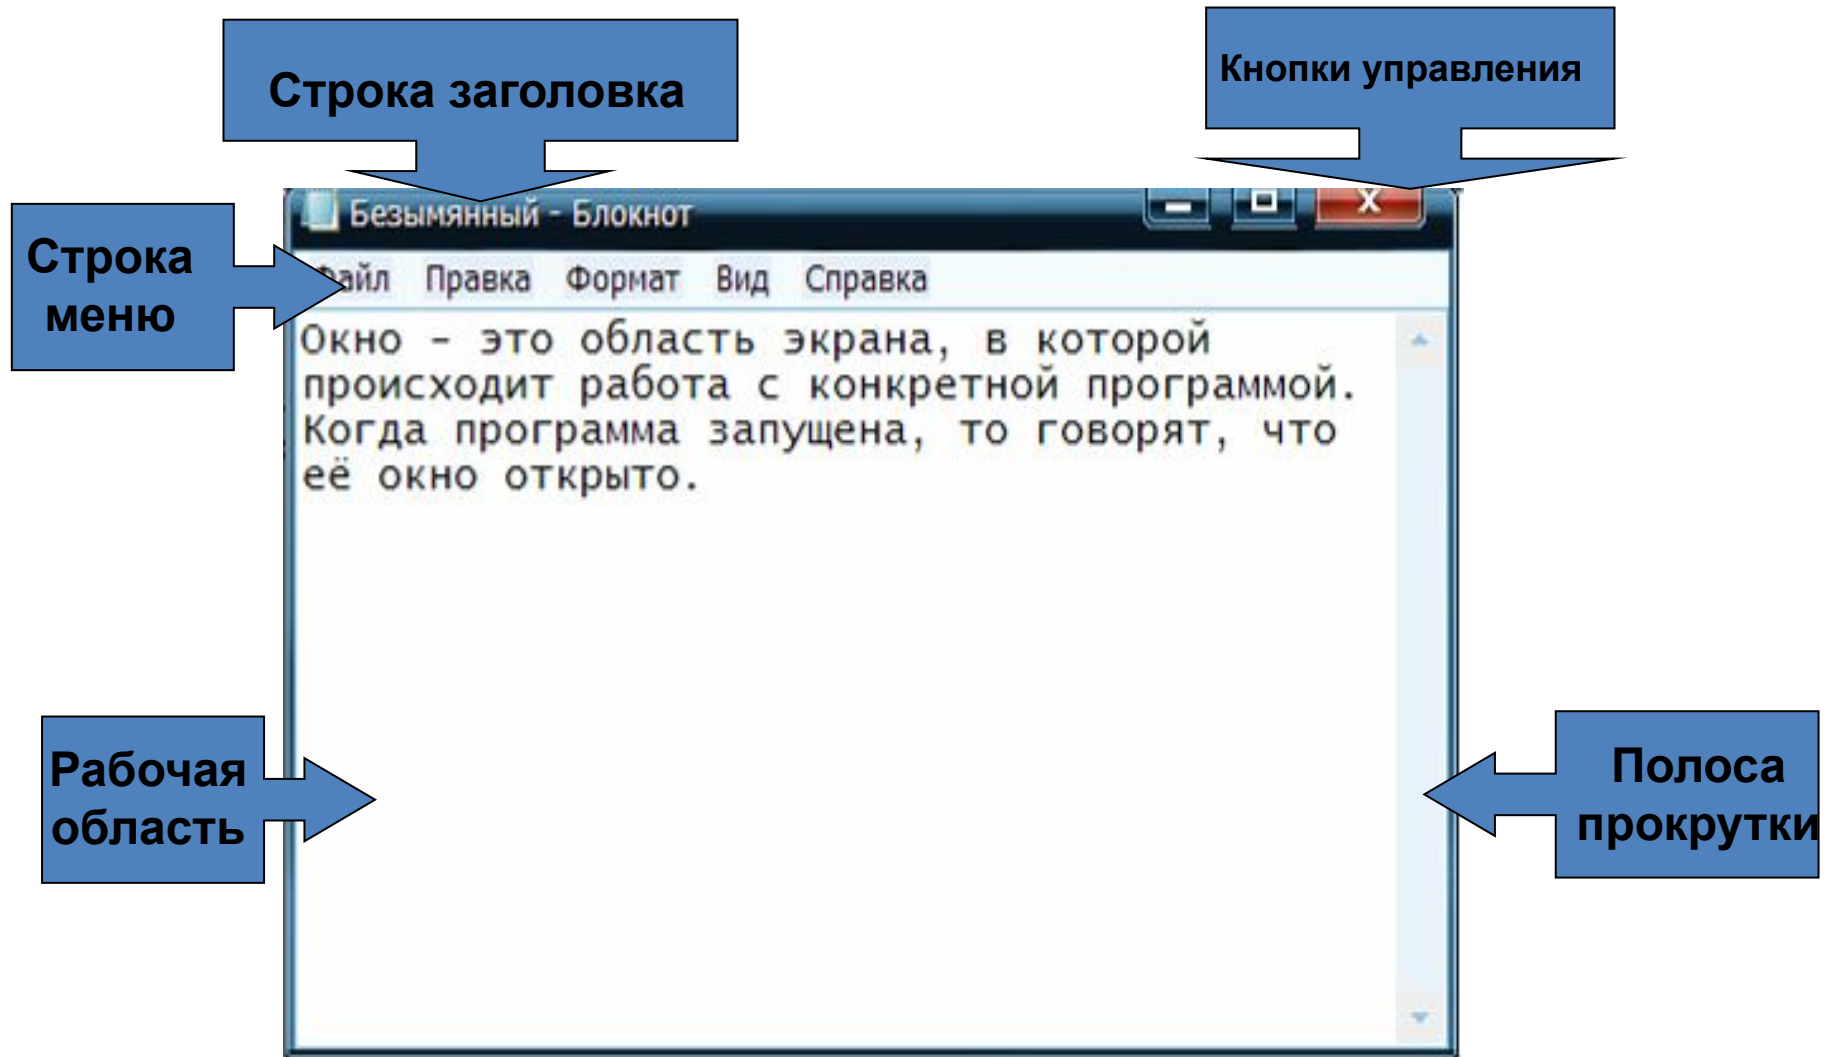 Строка заголовка
Кнопки управления
Безымянный - Блокнот
Строка
меню
Файл Правка Формат Вид Справка
Окно - это область экрана, в которой
происходит работа с конкретной программой.
Когда программа запущена, то говорят, что
её окно открыто.
Рабочая
область
Полоса
прокрутки